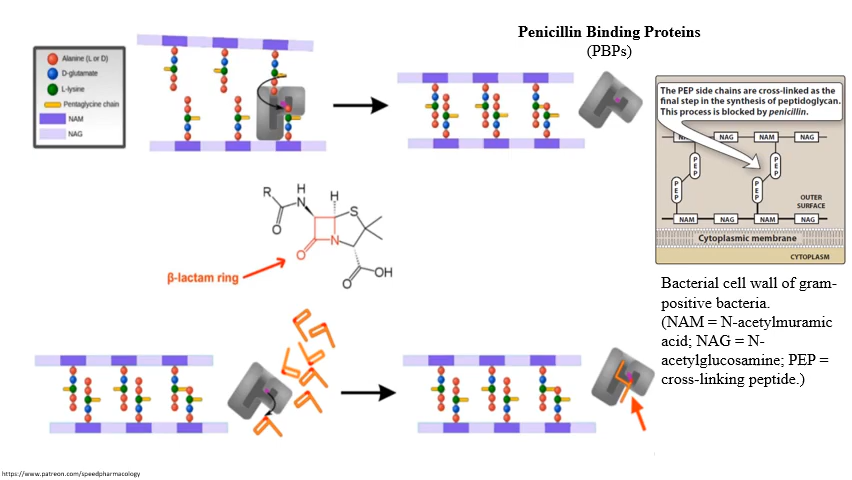 Penicillin Binding Proteins
(PBPs)
Alanine (L or D)
D-glutamate
L-lysine
Pentaglycine chain
NAM
NAG
The PEP side chains are cross-linked as the
final step in the synthesis of peptidoglycan.
This process is blocked by penicillin.
NAG
NAM
NAG
PEP
PEP
PEP
PEP
OUTER
SURFACE
NAM
NAG
NAM
NAG
Cytoplasmic membrane
CYTOPLASM
R
H
N
H
S
O
N
O
O
OH
β-lactam ring
Bacterial cell wall of gram-
positive bacteria.
(NAM = N-acetylmuramic
acid; NAG = N-
acetylglucosamine; PEP =
cross-linking peptide.)
https://www.patreon.com/speedpharmacology